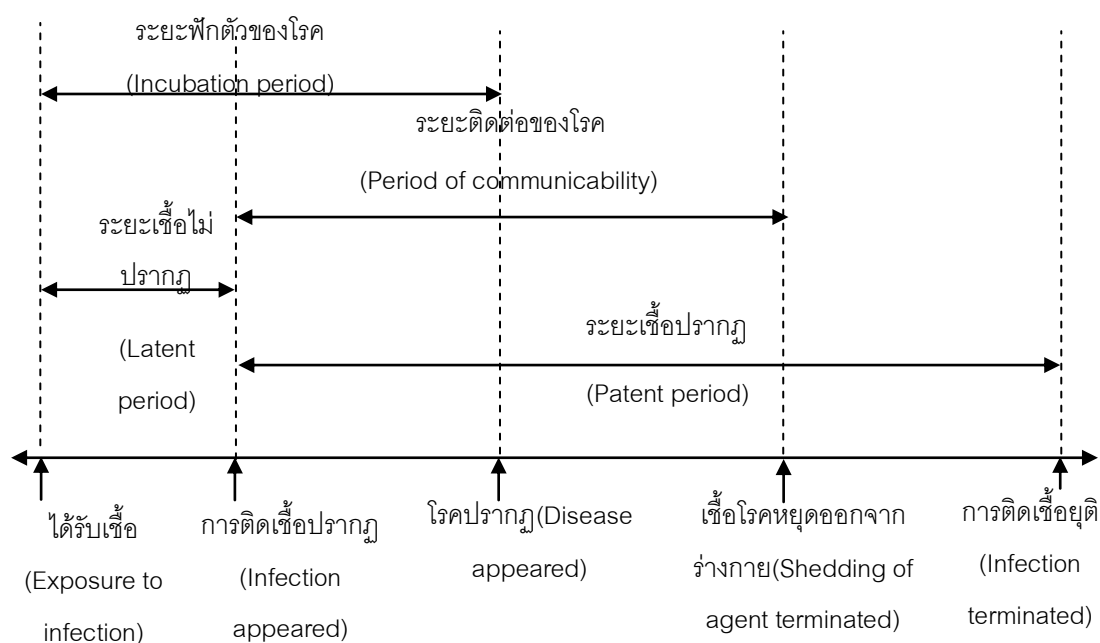 ระยะฟักตัวของโรค
(Incubation period)
ระยะติดต่อของโรค
(Period of communicability)
ระยะเชื้อไม่
ปรากฏ
(Latent
period)
ระยะเชื้อปรากฏ
(Patent period)
ได้รับเชื้อ
(Exposure to
infection)
การติดเชื้อปรากฏ
(Infection
appeared)
โรคปรากฏ(Disease
appeared)
เชื้อโรคหยุดออกจาก
ร่างกาย(Shedding of
agent terminated)
การติดเชื้อยุติ
(Infection
terminated)